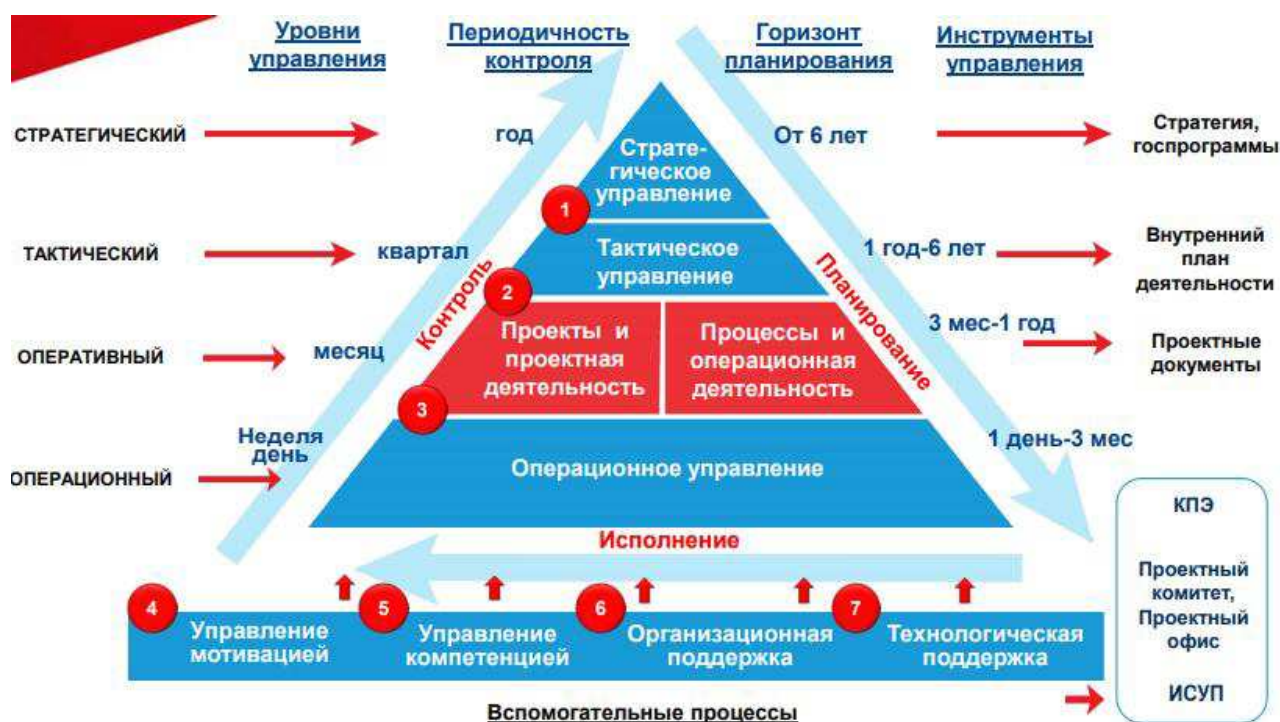 Уровни
управления
Периодичность
контроля
Горизонт
планирования
Инструменты
управления
СТРАТЕГИЧЕСКИЙ
год
Страте-
гическое
управление
От 6 лет
Стратегия,
госпрограммы
1
ТАКТИЧЕСКИЙ
квартал
Тактическое
управление
1 год-6 лет
Внутренний
план
деятельности
2
Контроль
Планирование
ОПЕРАТИВНЫЙ
месяц
Проекты и
проектная
деятельность
Процессы и
операционная
деятельность
3 мес-1 год
Проектные
документы
3
ОПЕРАЦИОННЫЙ
Неделя
день
Операционное управление
1 день-3 мес
Исполнение
КПЭ
Проектный
комитет,
Проектный
офис
ИСУП
4
Управление
мотивацией
5
Управление
компетенцией
6
Организационная
поддержка
7
Технологическая
поддержка
Вспомогательные процессы